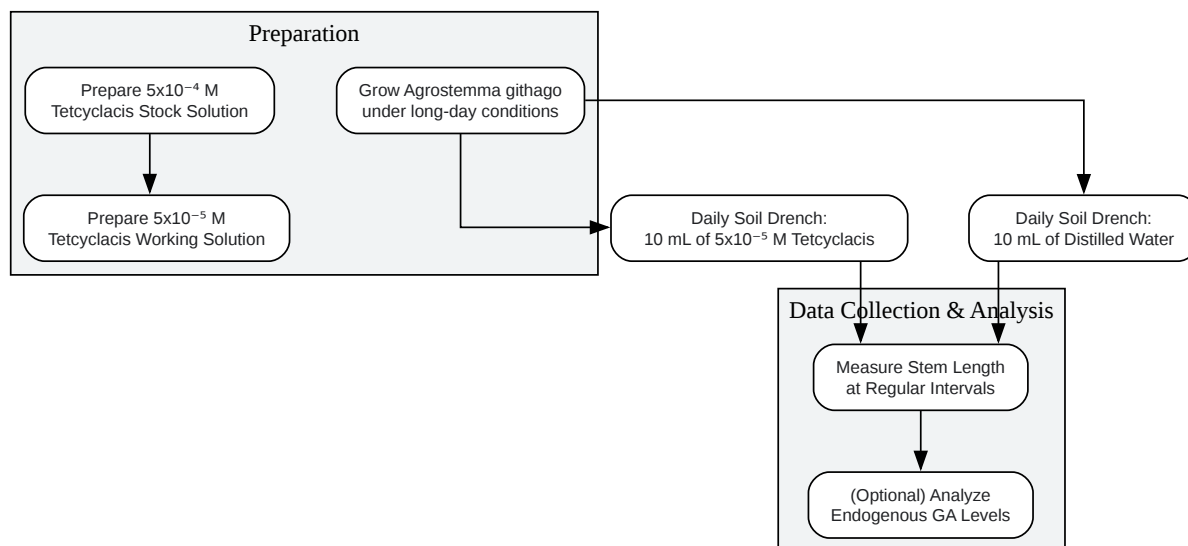 Preparation
Prepare 5x10⁻⁴ M
Tetcyclacis Stock Solution
Grow Agrostemma githago
under long-day conditions
Prepare 5x10⁻⁵ M
Tetcyclacis Working Solution
Daily Soil Drench:
10 mL of 5x10⁻⁵ M Tetcyclacis
Daily Soil Drench:
10 mL of Distilled Water
Data Collection & Analysis
Measure Stem Length
at Regular Intervals
(Optional) Analyze
Endogenous GA Levels